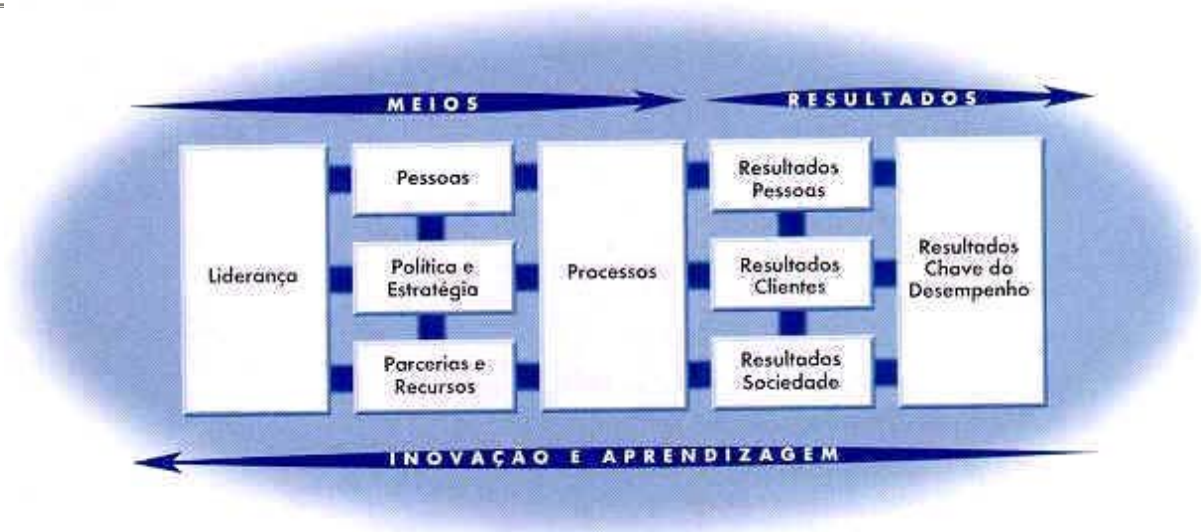 MEIOS
RESULTADOS
Liderança
Pessoas
Política e
Estratégia
Parcerias e
Recursos
Processos
Resultados
Pessoas
Resultados
Clientes
Resultados
Sociedade
Resultados
Chave do
Desempenho
INOVAÇÃO E APRENDIZAGEM